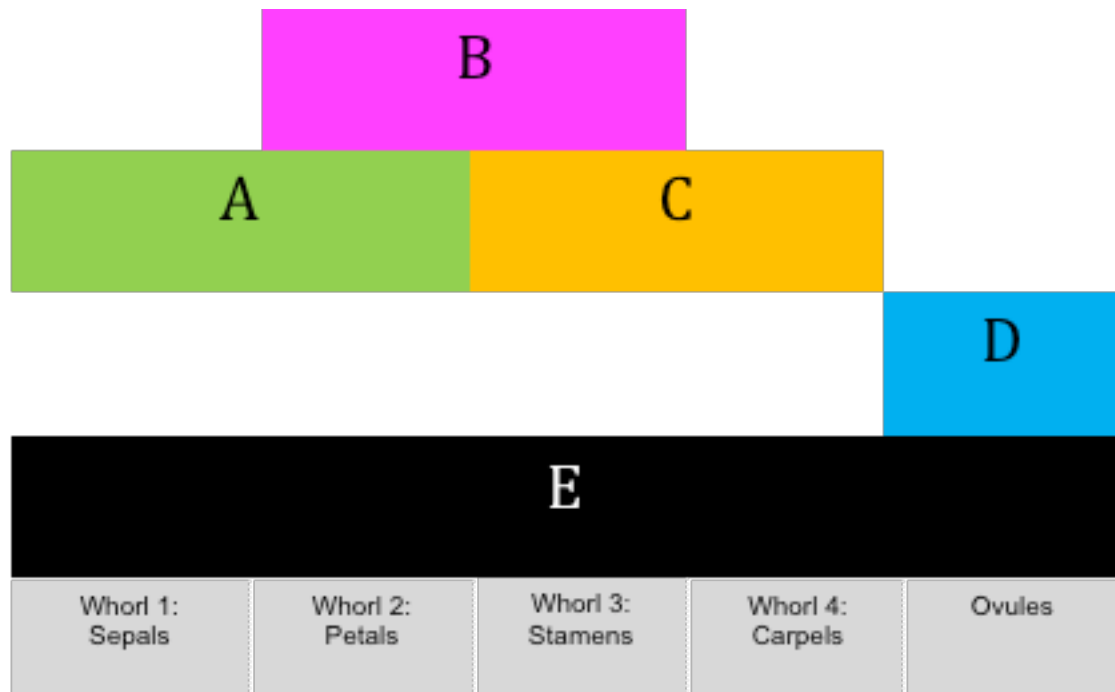 B
A C
D
E
Whorl 1:
Sepals
Whorl 2:
Petals
Whorl 3:
Stamens
Whorl 4:
Carpels
Ovules